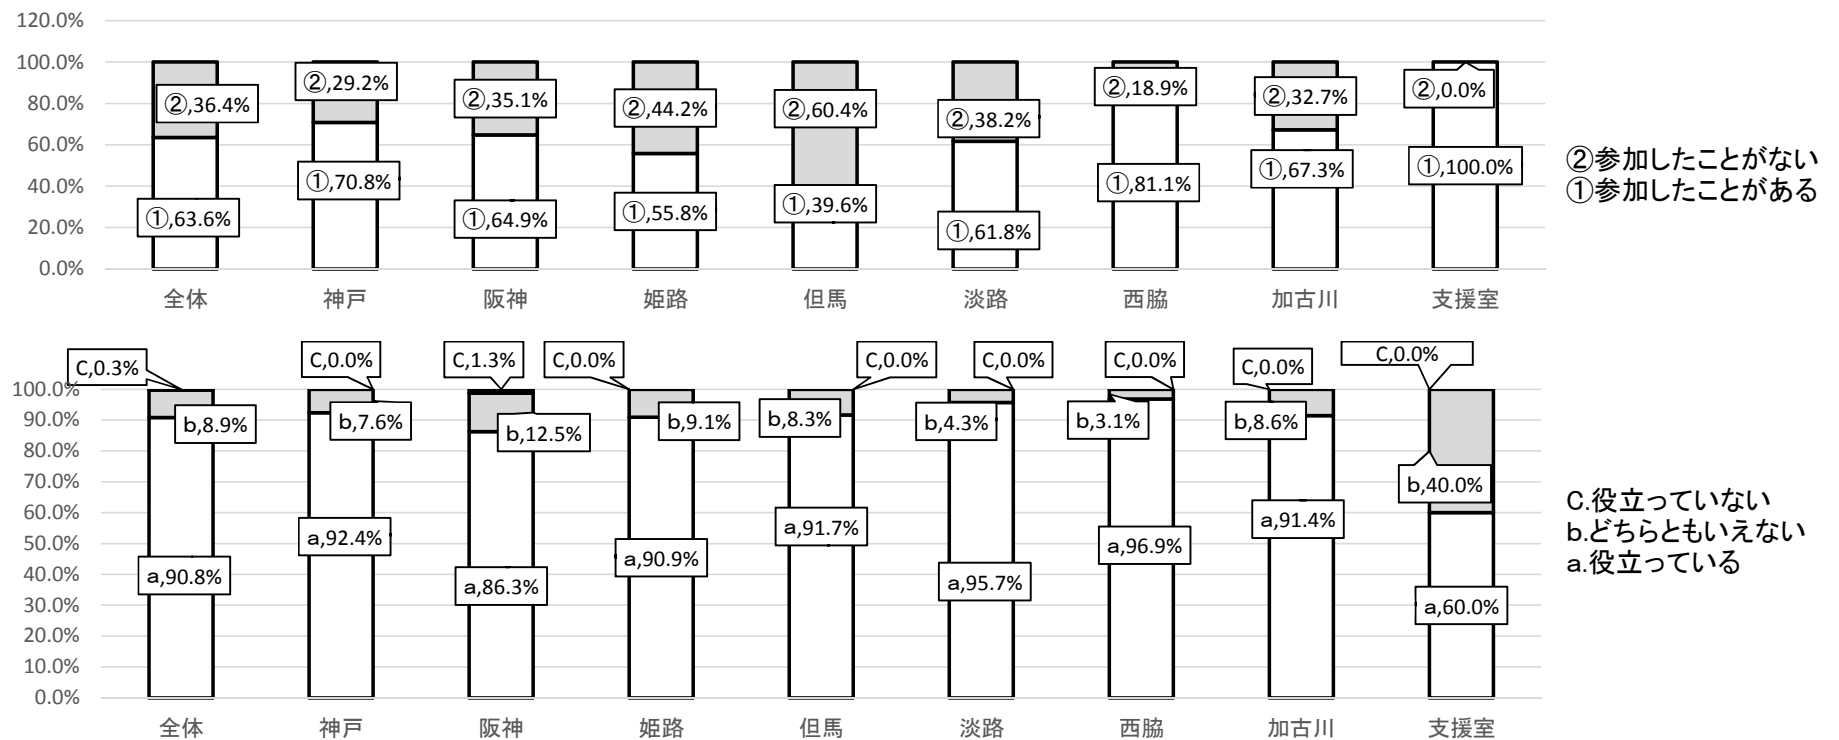 120.0%
100.0%
80.0%
60.0%
40.0%
20.0%
0.0%
②,36.4%
②,29.2%
②,35.1%
②,44.2%
②,60.4%
②,38.2%
②,18.9%
②,32.7%
②,0.0%
①,63.6%
①,70.8%
①,64.9%
①,55.8%
①,39.6%
①,61.8%
①,81.1%
①,67.3%
①,100.0%
全体 神戸 阪神 姫路 但馬 淡路 西脇 加古川 支援室
②参加したことがない
①参加したことがある
100.0%
90.0%
80.0%
70.0%
60.0%
50.0%
40.0%
30.0%
20.0%
10.0%
0.0%
C,0.3%
C,0.0%
C,1.3%
C,0.0%
C,0.0%
C,0.0%
C,0.0%
C,0.0%
C,0.0%
b,8.9%
b,7.6%
b,12.5%
b,9.1%
b,8.3%
b,4.3%
b,3.1%
b,8.6%
b,40.0%
a,90.8%
a,92.4%
a,86.3%
a,90.9%
a,91.7%
a,95.7%
a,96.9%
a,91.4%
a,60.0%
全体 神戸 阪神 姫路 但馬 淡路 西脇 加古川 支援室
C.役立っていない
b.どちらともいえない
a.役立っている